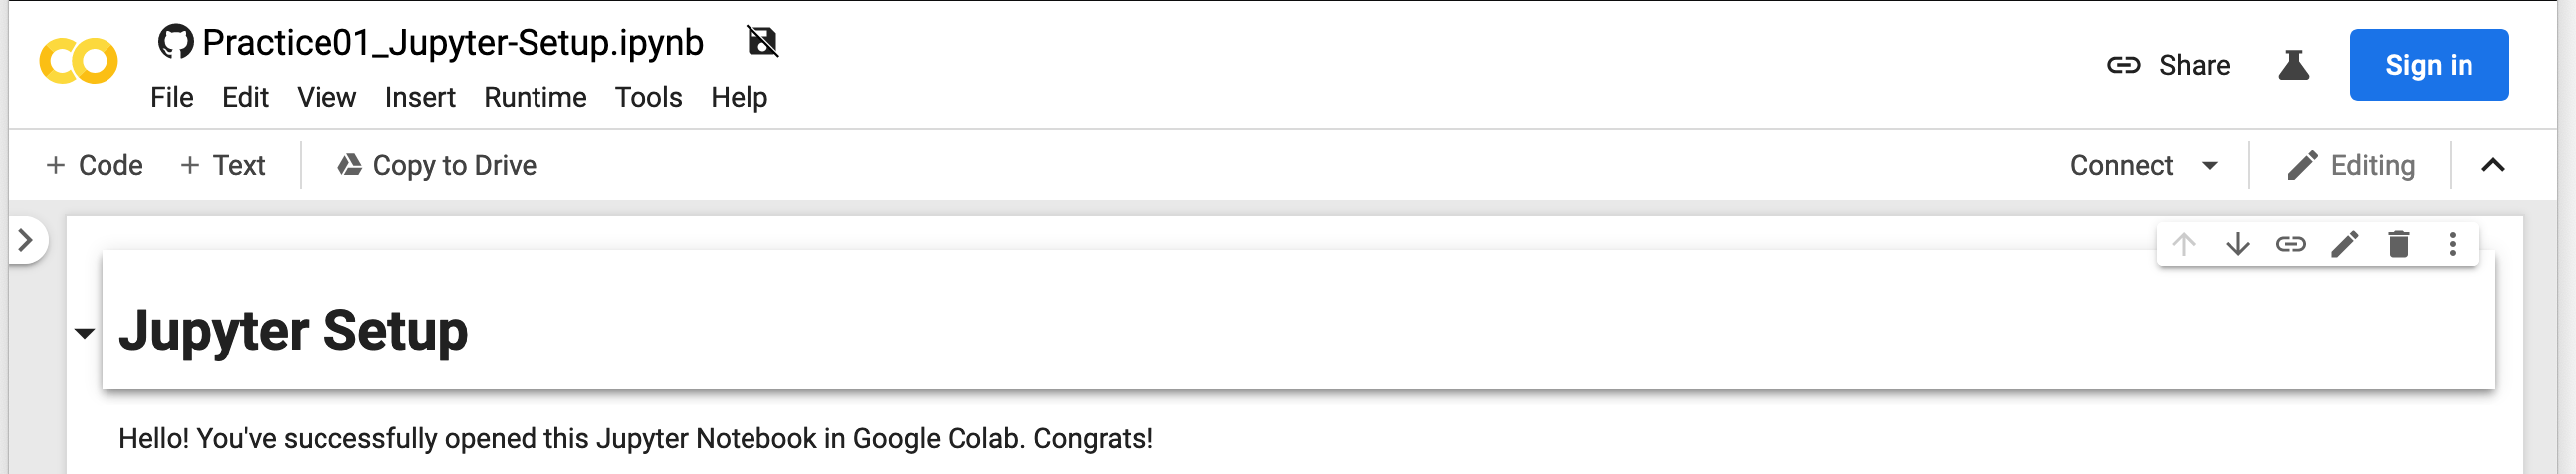 Practice01_Jupyter-Setup.ipynb
File Edit View Insert Runtime Tools Help
Share
Sign in
+ Code + Text Copy to Drive
Connect Editing
Jupyter Setup
Hello! You've successfully opened this Jupyter Notebook in Google Colab. Congrats!